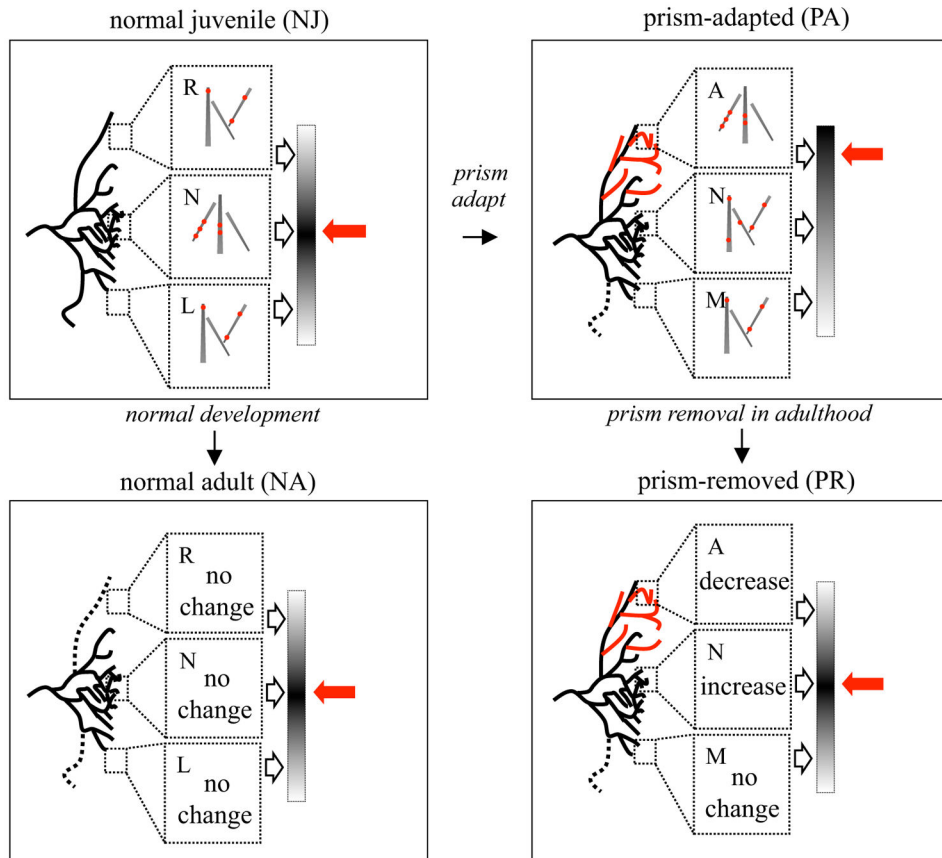 normal juvenile (NJ)
R
N
L
prism
adapt
prism-adapted (PA)
A
N
M
normal development
prism removal in adulthood
normal adult (NA)
R
no
change
N
no
change
L
no
change
prism-removed (PR)
A
decrease
N
increase
M
no
change